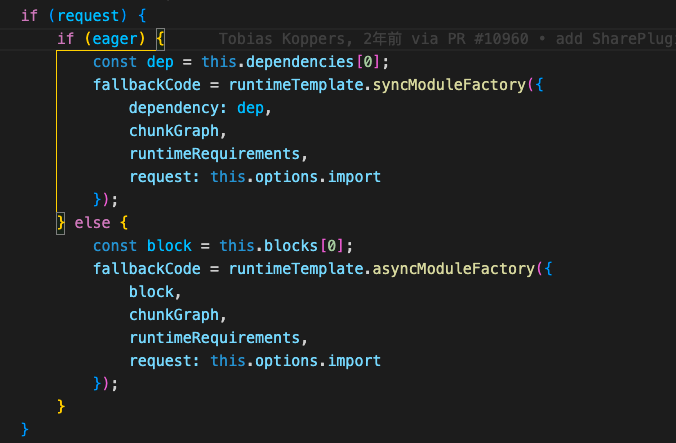 if (request) {
if (eager) { Tobias Koppers, 2年前 via PR #10960 • add SharePlug
const dep = this.dependencies[0];
fallbackCode = runtimeTemplate.syncModuleFactory({
dependency: dep,
chunkGraph,
runtimeRequirements,
request: this.options.import
});
} else {
const block = this.blocks[0];
fallbackCode = runtimeTemplate.asyncModuleFactory({
block,
chunkGraph,
runtimeRequirements,
request: this.options.import
});
}
}